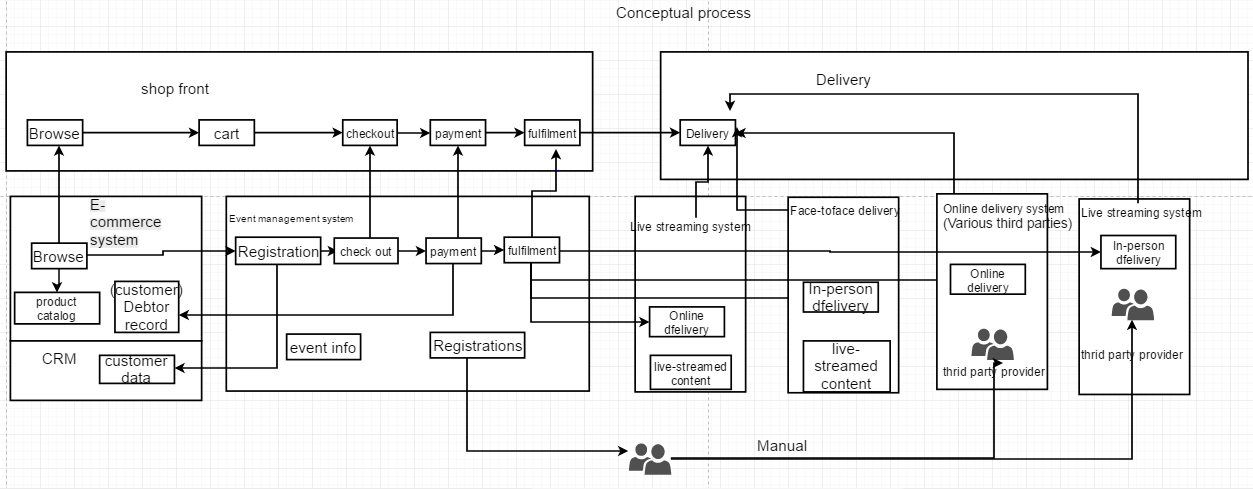 Conceptual process
shop front
Browse
cart
checkout
payment
fulfilment
Delivery
Delivery
E-
commerce
system
Browse
product
catalog
(customer)
Debtor
record
CRM
customer
data
Event management system
Registration
check out
payment
fulfilment
event info
Registrations
Live streaming system
Online
dfelivery
live-streamed
content
Face-toface delivery
In-person
dfelivery
live-
streamed
content
Online delivery system
(Various third parties)
Online
delivery
thrid party provider
Live streaming system
In-person
dfelivery
thrid party provider
Manual